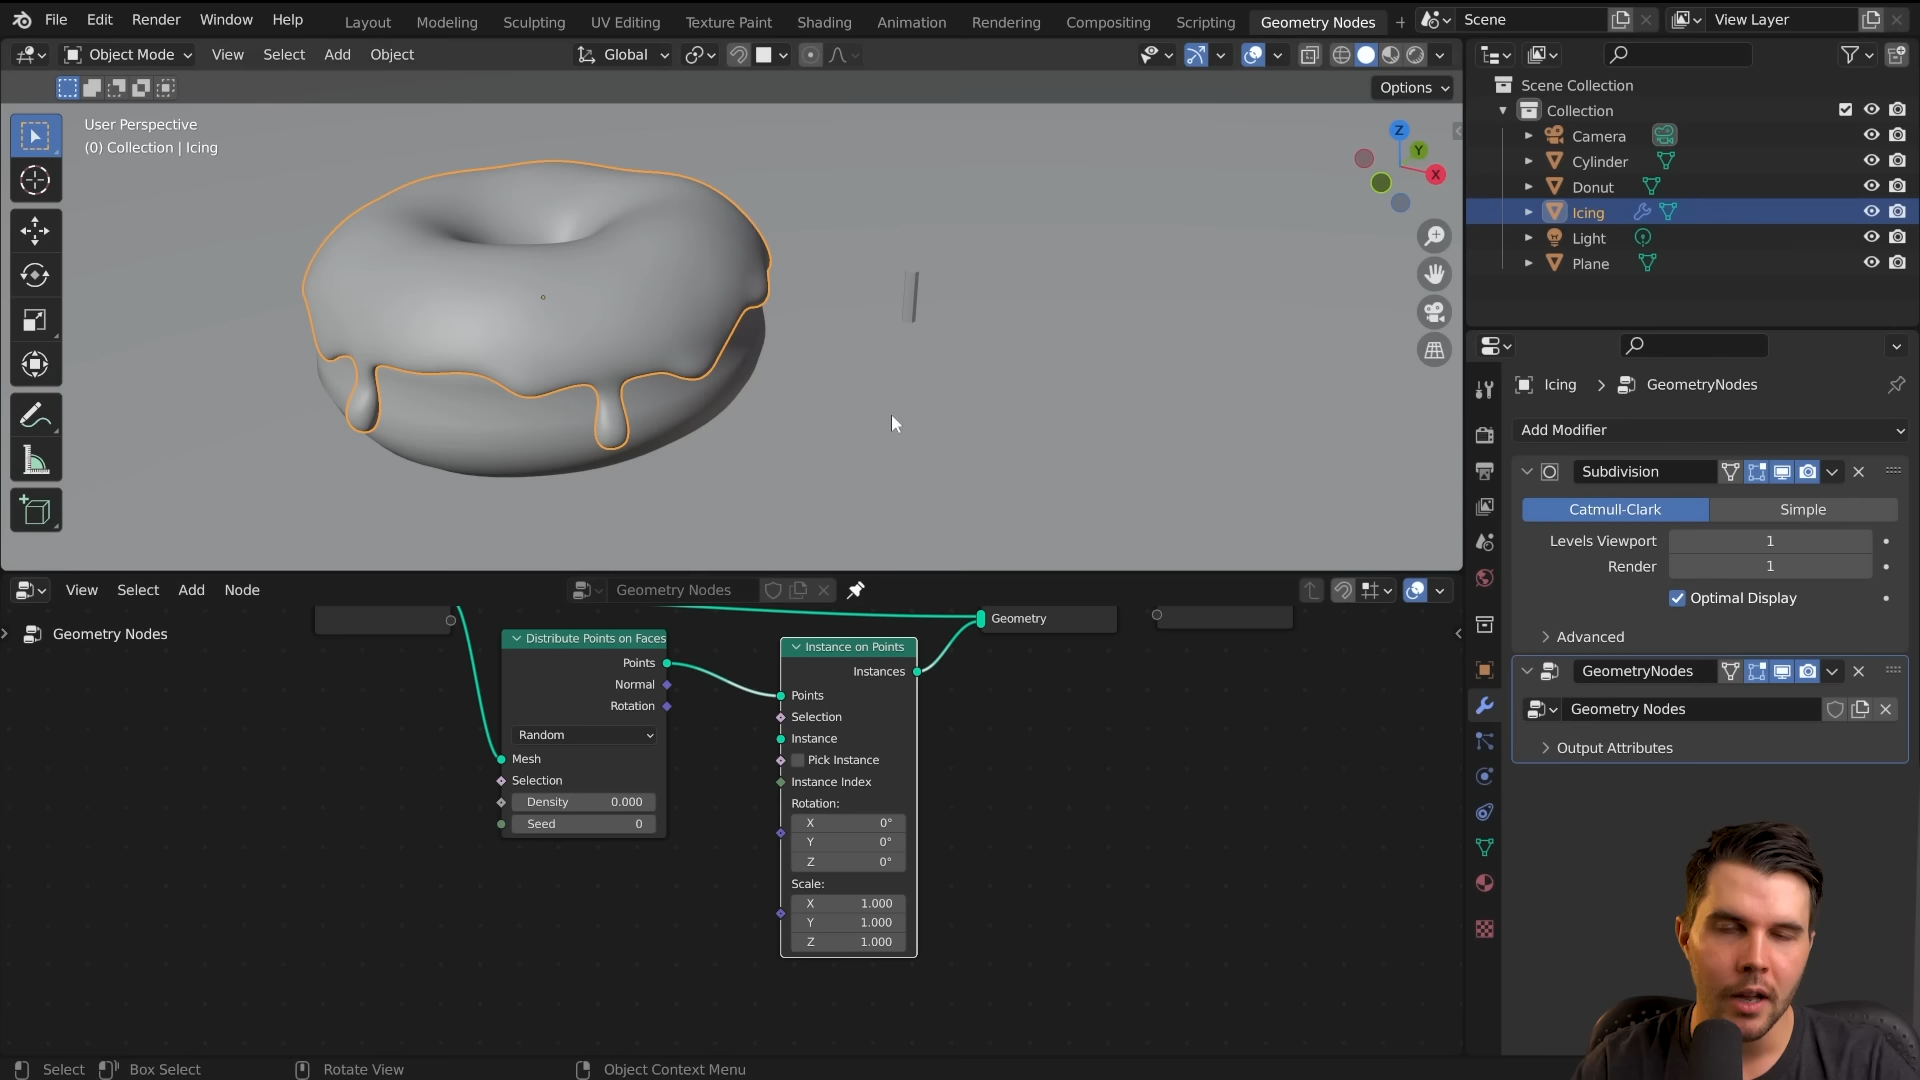 File Edit Render Window Help
Layout Modeling Sculpting UV Editing Texture Paint Shading Animation Rendering Compositing Scripting Geometry Nodes +
Scene
View Layer
Object Mode View Select Add Object
Global
Options
User Perspective
(0) Collection | Icing
Z
Y
X
Scene Collection
Collection
Camera
Cylinder
Donut
Icing
Light
Plane
Icing > GeometryNodes
Add Modifier
Subdivision
Catmull-Clark Simple
Levels Viewport 1
Render 1
Optimal Display
Advanced
GeometryNodes
Geometry Nodes
Output Attributes
View Select Add Node
Geometry Nodes
Geometry Nodes
Distribute Points on Faces
Points
Normal
Rotation
Random
Mesh
Selection
Density 0.000
Seed 0
Instance on Points
Instances
Points
Selection
Instance
Pick Instance
Instance Index
Rotation:
X 0°
Y 0°
Z 0°
Scale:
X 1.000
Y 1.000
Z 1.000
Geometry
Select Box Select Rotate View Object Context Menu